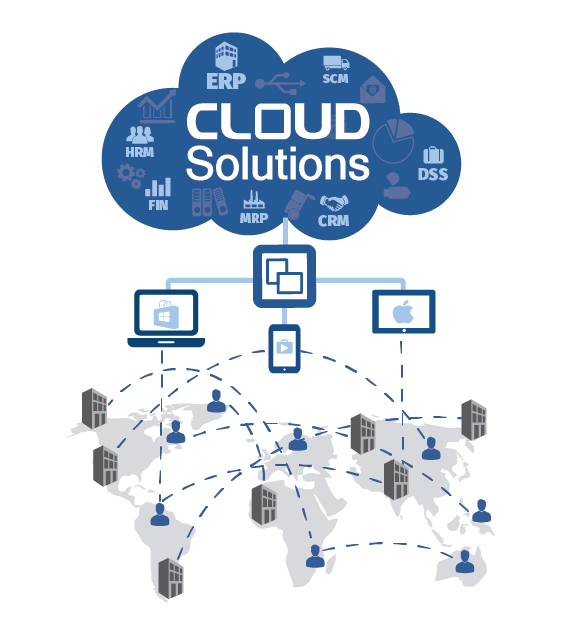 ERP
SCM
CLOUD
Solutions
HRM
DSS
FIN
MRP
CRM